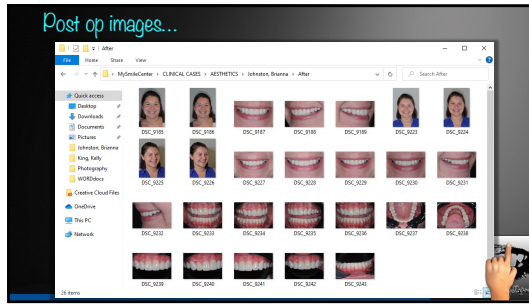 Post op images...
After
File Home Share View
MySmileCenter > CLINICAL CASES > AESTHETICS > Johnston, Brianna > After
Search After
Quick access
Desktop
Downloads
Documents
Pictures
Johnston, Brianna
King, Kelly
Photography
WORDdocs
Creative Cloud Files
OneDrive
This PC
Network
DSC_9185 DSC_9186 DSC_9187 DSC_9188 DSC_9189 DSC_9223 DSC_9224
DSC_9225 DSC_9226 DSC_9227 DSC_9228 DSC_9229 DSC_9230 DSC_9231
DSC_9232 DSC_9233 DSC_9234 DSC_9235 DSC_9236 DSC_9237 DSC_9238
DSC_9239 DSC_9240 DSC_9241 DSC_9242 DSC_9243
26 items